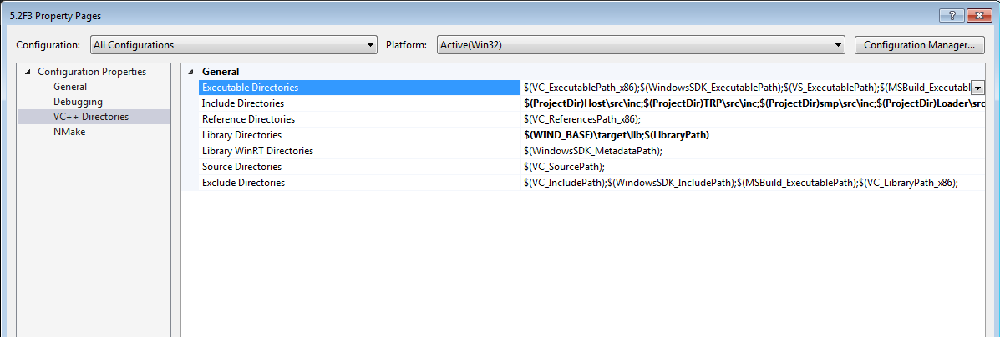 5.2F3 Property Pages
Configuration: All Configurations Platform: Active(Win32) Configuration Manager...
Configuration Properties
General
Debugging
VC++ Directories
NMake
General
Executable Directories $(VC_ExecutablePath_x86);$(WindowsSDK_ExecutablePath);$(VS_ExecutablePath);$(MSBuild_Executabl
Include Directories $(ProjectDir)Host\src\inc;$(ProjectDir)TRP\src\inc;$(ProjectDir)smp\src\inc;$(ProjectDir)Loader\src
Reference Directories $(VC_ReferencesPath_x86);
Library Directories $(WIND_BASE)\target\lib;$(LibraryPath)
Library WinRT Directories $(WindowsSDK_MetadataPath);
Source Directories $(VC_SourcePath);
Exclude Directories $(VC_IncludePath);$(WindowsSDK_IncludePath);$(MSBuild_ExecutablePath);$(VC_LibraryPath_x86);